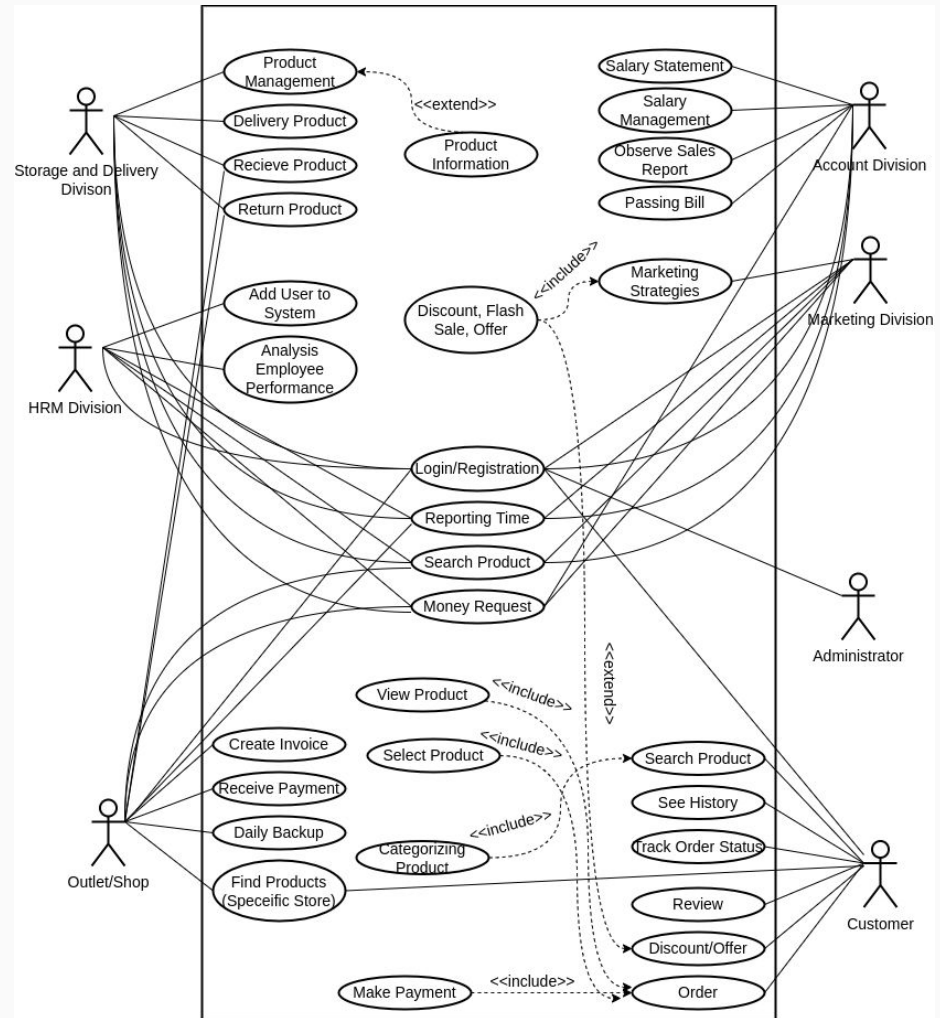 Product
Management
Salary Statement
<<extend>>
Salary
Management
Delivery Product
Product
Information
Observe Sales
Report
Storage and Delivery
Divison
Recieve Product
Account Division
Return Product
Passing Bill
<<include>>
Marketing
Strategies
Add User to
System
Discount, Flash
Sale, Offer
Marketing Division
Analysis
Employee
Performance
HRM Division
Login/Registration
Reporting Time
Search Product
Money Request
Administrator
<<extend>>
View Product
<<include>>
Create Invoice
Select Product
<<include>>
Search Product
Receive Payment
See History
Daily Backup
<<include>>
Categorizing
Product
Track Order Status
Outlet/Shop
Find Products
(Speceific Store)
Review
Customer
Discount/Offer
Make Payment
<<include>>
Order